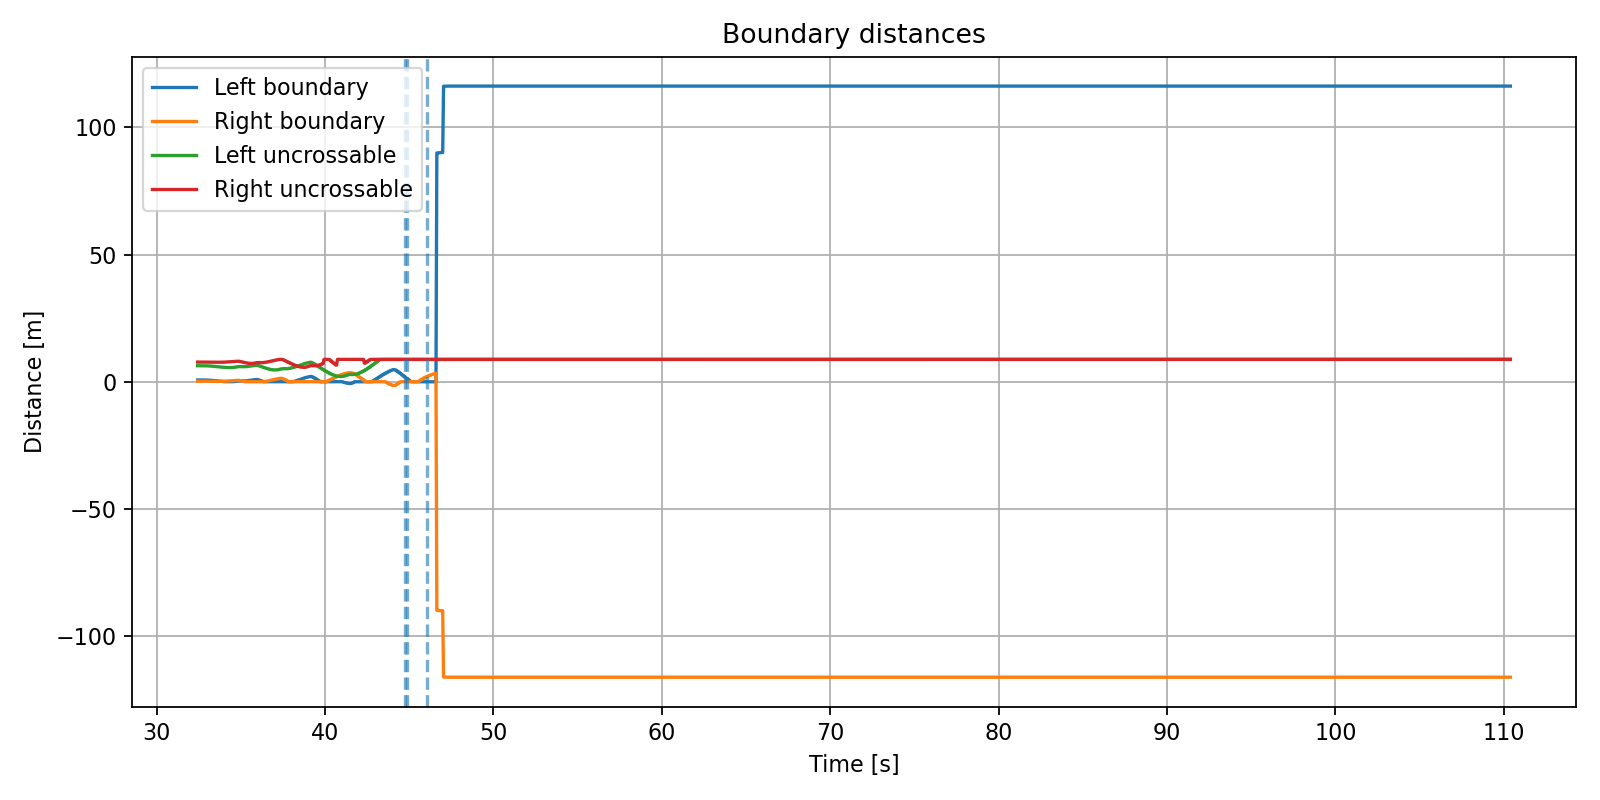 Boundary distances
Left boundary
Right boundary
Left uncrossable
Right uncrossable
100
50
0
−50
−100
Distance [m]
30 40 50 60 70 80 90 100 110
Time [s]